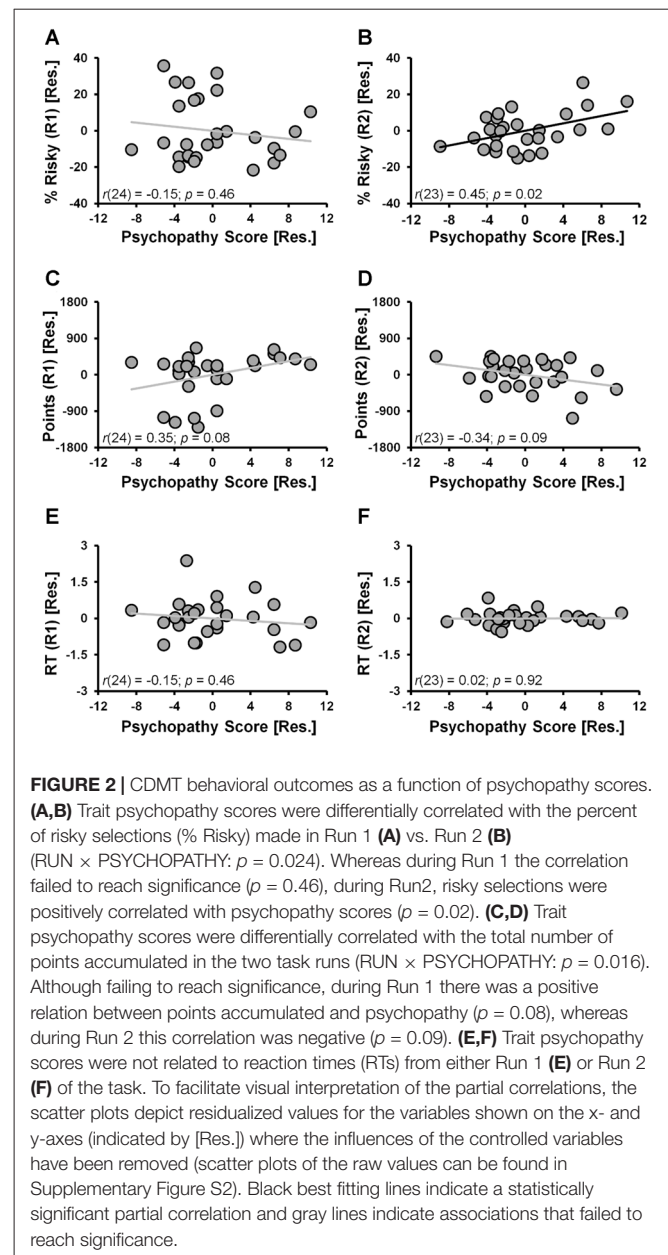 A
B
40
20
0
-20
-40
% Risky (R1) [Res.]
r(24) = -0.15; p = 0.46
-12 -8 -4 0 4 8 12
Psychopathy Score [Res.]
40
20
0
-20
-40
% Risky (R2) [Res.]
r(23) = 0.45; p = 0.02
-12 -8 -4 0 4 8 12
Psychopathy Score [Res.]
C
D
1800
900
0
-900
-1800
Points (R1) [Res.]
r(24) = 0.35; p = 0.08
-12 -8 -4 0 4 8 12
Psychopathy Score [Res.]
1800
900
0
-900
-1800
Points (R2) [Res.]
r(23) = -0.34; p = 0.09
-12 -8 -4 0 4 8 12
Psychopathy Score [Res.]
E
F
3
1.5
0
-1.5
-3
RT (R1) [Res.]
r(24) = -0.15; p = 0.46
-12 -8 -4 0 4 8 12
Psychopathy Score [Res.]
3
1.5
0
-1.5
-3
RT (R2) [Res.]
r(23) = 0.02; p = 0.92
-12 -8 -4 0 4 8 12
Psychopathy Score [Res.]
FIGURE 2 | CDMT behavioral outcomes as a function of psychopathy scores.
(A,B) Trait psychopathy scores were differentially correlated with the percent
of risky selections (% Risky) made in Run 1 (A) vs. Run 2 (B)
(RUN × PSYCHOPATHY: p = 0.024). Whereas during Run 1 the correlation
failed to reach significance (p = 0.46), during Run2, risky selections were
positively correlated with psychopathy scores (p = 0.02). (C,D) Trait
psychopathy scores were differentially correlated with the total number of
points accumulated in the two task runs (RUN × PSYCHOPATHY: p = 0.016).
Although failing to reach significance, during Run 1 there was a positive
relation between points accumulated and psychopathy (p = 0.08), whereas
during Run 2 this correlation was negative (p = 0.09). (E,F) Trait psychopathy
scores were not related to reaction times (RTs) from either Run 1 (E) or Run 2
(F) of the task. To facilitate visual interpretation of the partial correlations, the
scatter plots depict residualized values for the variables shown on the x- and
y-axes (indicated by [Res.]) where the influences of the controlled variables
have been removed (scatter plots of the raw values can be found in
Supplementary Figure S2). Black best fitting lines indicate a statistically
significant partial correlation and gray lines indicate associations that failed to
reach significance.